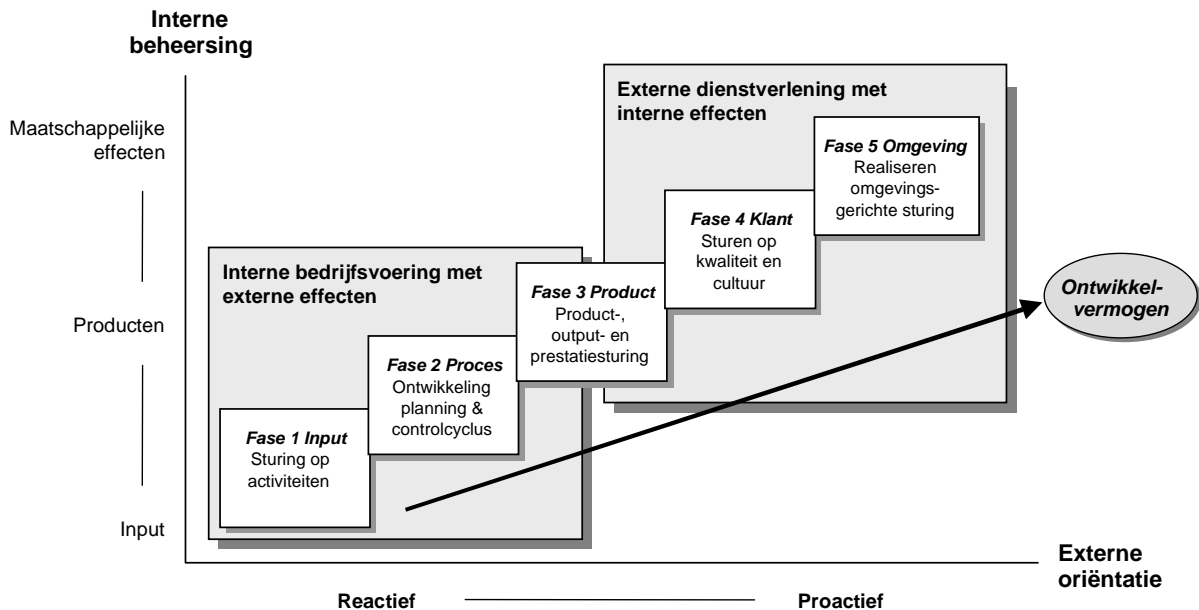 Interne
beheersing
Maatschappelijke
effecten
Producten
Input
Externe dienstverlening met
interne effecten
Fase 5 Omgeving
Realiseren
omgevings-
gerichte sturing
Fase 4 Klant
Sturen op
kwaliteit en
cultuur
Interne bedrijfsvoering met
externe effecten
Fase 3 Product
Product-,
output- en
prestatiesturing
Fase 2 Proces
Ontwikkeling
planning &
controlcyclus
Fase 1 Input
Sturing op
activiteiten
Ontwikkel-
vermogen
Externe
oriëntatie
Reactief
Proactief